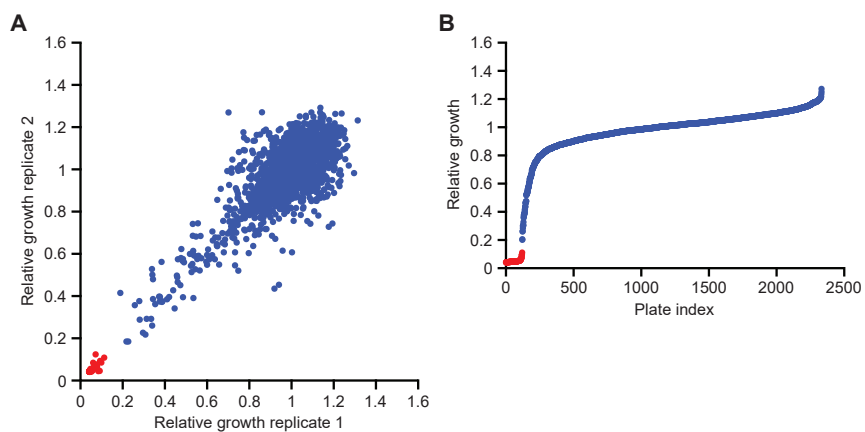 A
1.6
1.4
1.2
1
0.8
0.6
0.4
0.2
0
Relative growth replicate 2
0 0.2 0.4 0.6 0.8 1 1.2 1.4 1.6
Relative growth replicate 1
B
1.6
1.4
1.2
1
0.8
0.6
0.4
0.2
0
Relative growth
0 500 1000 1500 2000 2500
Plate index